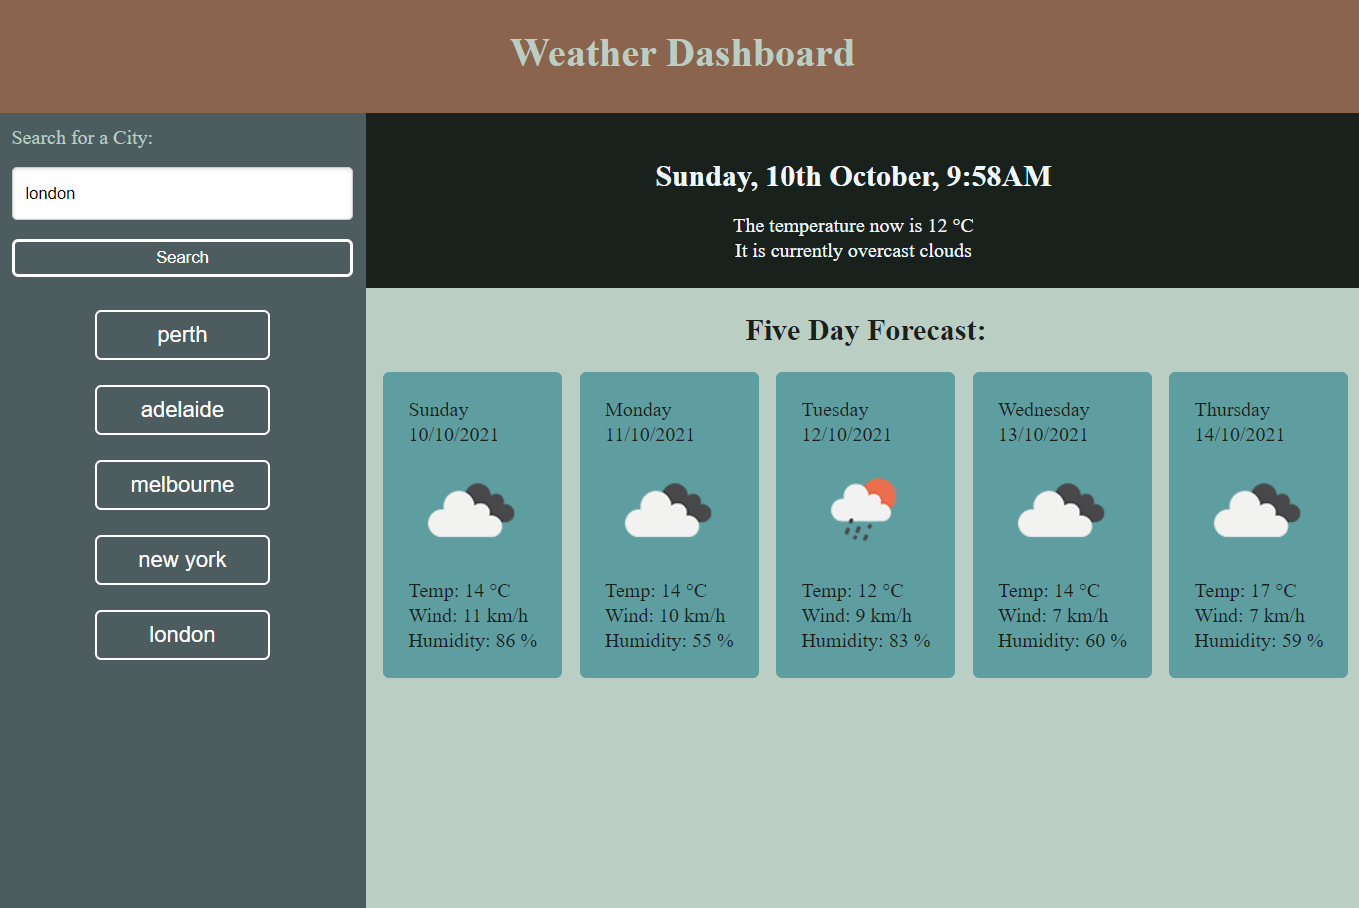 Weather Dashboard
Search for a City:
london
Search
perth
adelaide
melbourne
new york
london
Sunday, 10th October, 9:58AM
The temperature now is 12 °C
It is currently overcast clouds
Five Day Forecast:
Sunday
10/10/2021
Temp: 14 °C
Wind: 11 km/h
Humidity: 86 %
Monday
11/10/2021
Temp: 14 °C
Wind: 10 km/h
Humidity: 55 %
Tuesday
12/10/2021
Temp: 12 °C
Wind: 9 km/h
Humidity: 83 %
Wednesday
13/10/2021
Temp: 14 °C
Wind: 7 km/h
Humidity: 60 %
Thursday
14/10/2021
Temp: 17 °C
Wind: 7 km/h
Humidity: 59 %